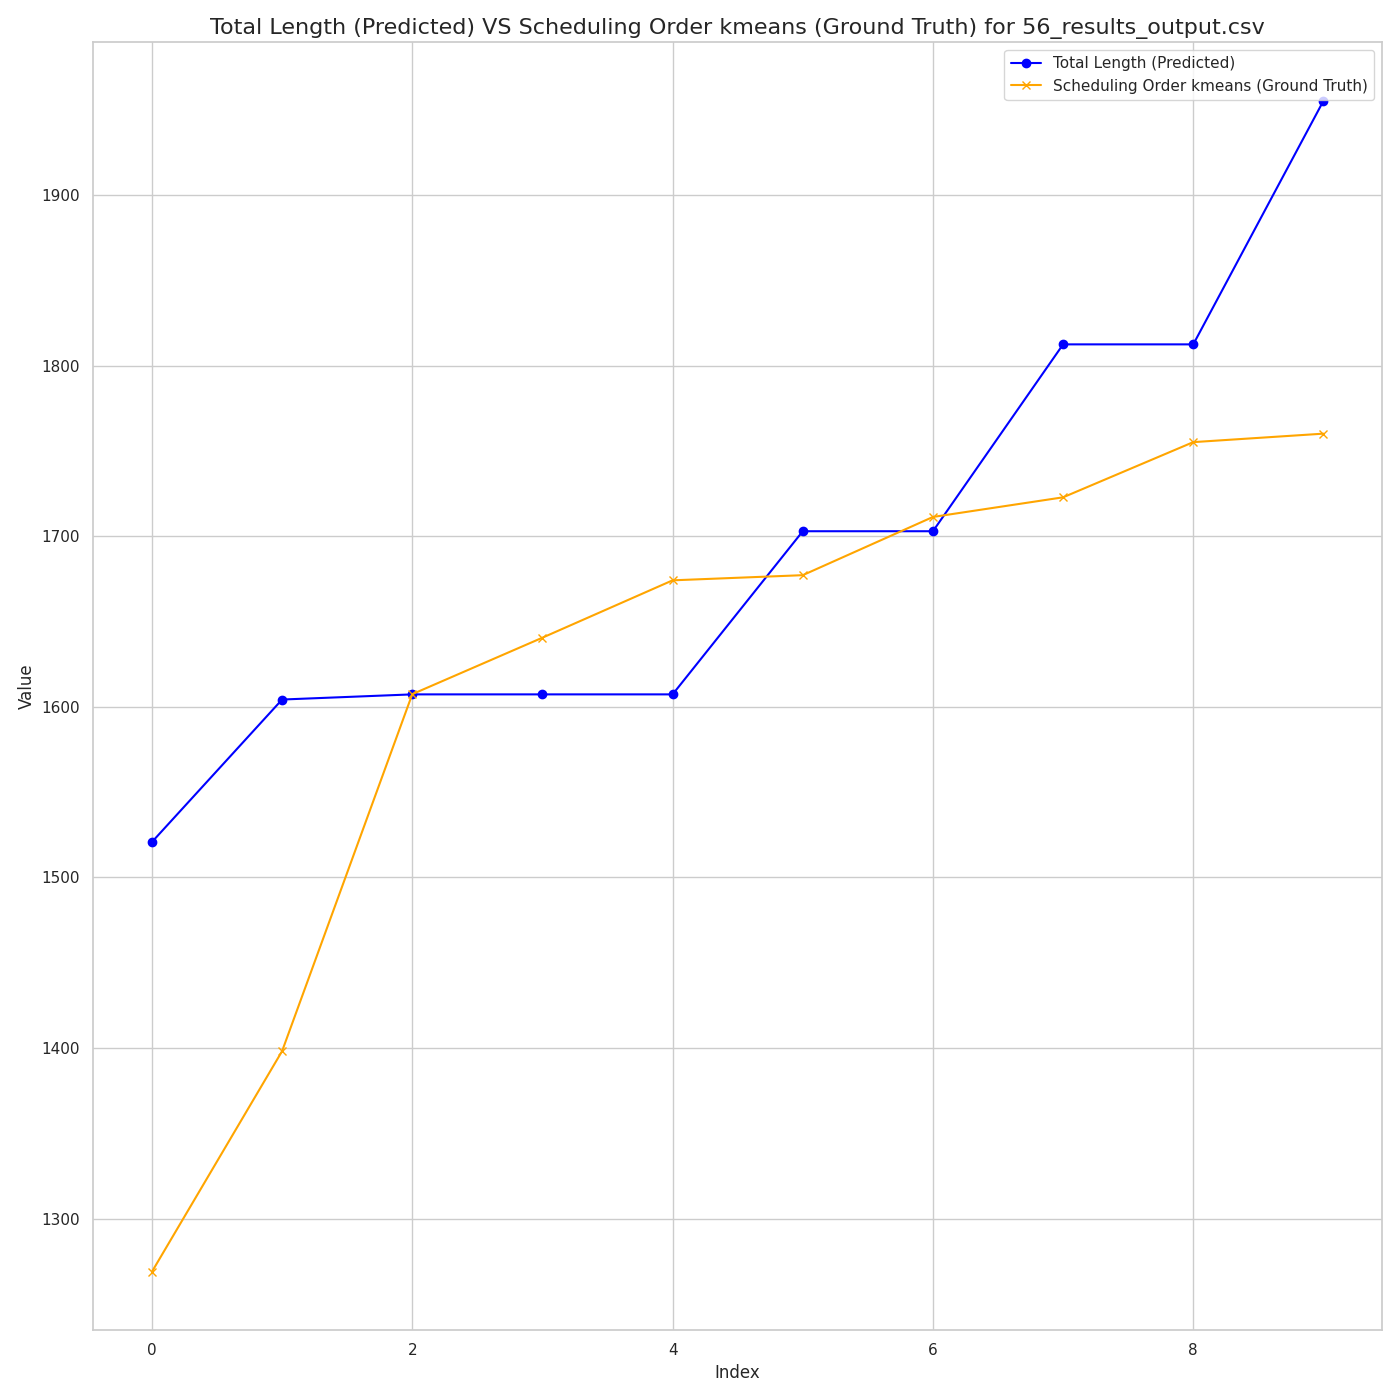 Total Length (Predicted) VS Scheduling Order kmeans (Ground Truth) for 56_results_output.csv
Total Length (Predicted)
Scheduling Order kmeans (Ground Truth)
1900
1800
1700
1600
1500
1400
1300
Value
0 2 4 6 8
Index